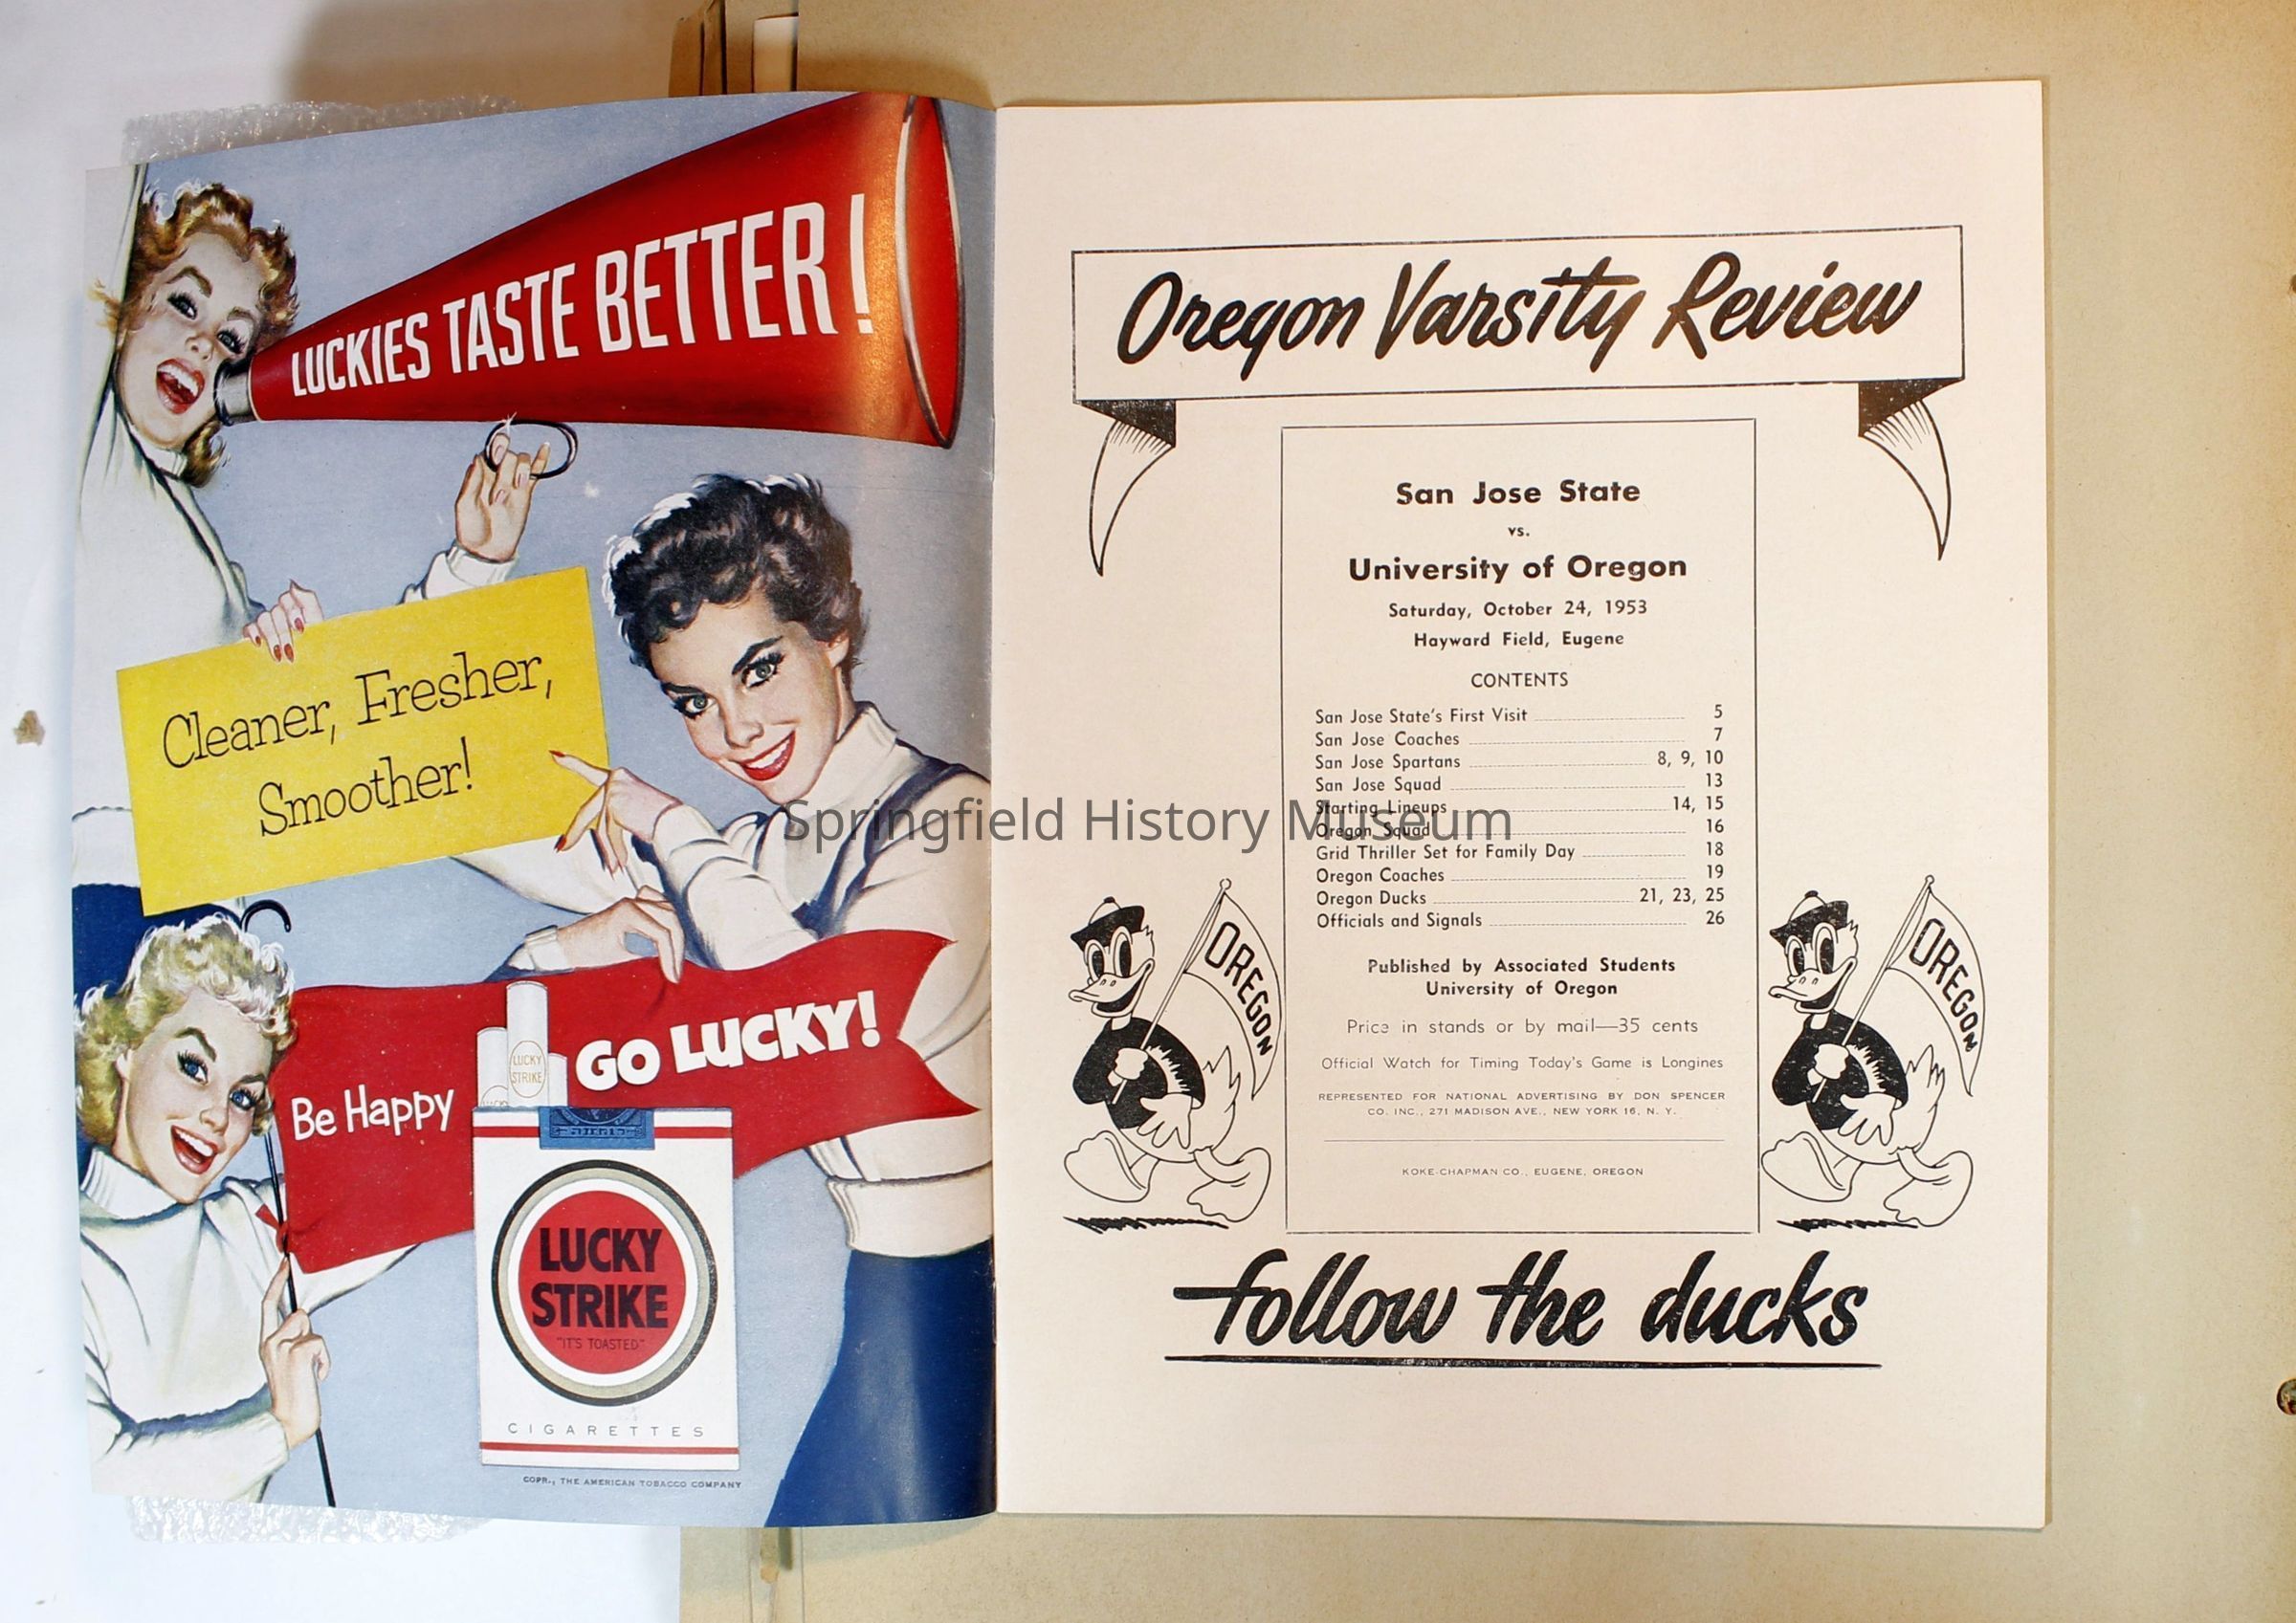 LUCKIES TASTE BETTER!
Cleaner, Fresher,
Smoother!
Be Happy
GO LUCKY!
LUCKY
STRIKE
LUCKY
STRIKE
"IT'S TOASTED"
CIGARETTES
COPR., THE AMERICAN TOBACCO COMPANY
Oregon Varsity Review
San Jose State
vs.
University of Oregon
Saturday, October 24, 1953
Hayward Field, Eugene
CONTENTS
San Jose State's First Visit 5
San Jose Coaches 7
San Jose Spartans 8, 9, 10
San Jose Squad 13
Starting Lineups 14, 15
Oregon Squad 16
Grid Thriller Set for Family Day 18
Oregon Coaches 19
Oregon Ducks 21, 23, 25
Officials and Signals 26
Published by Associated Students
University of Oregon
Price in stands or by mail—35 cents
Official Watch for Timing Today's Game is Longines
REPRESENTED FOR NATIONAL ADVERTISING BY DON SPENCER
CO. INC., 271 MADISON AVE., NEW YORK 16, N. Y.
KOKE-CHAPMAN CO., EUGENE, OREGON
OREGON
OREGON
follow the ducks
Springfield History Museum